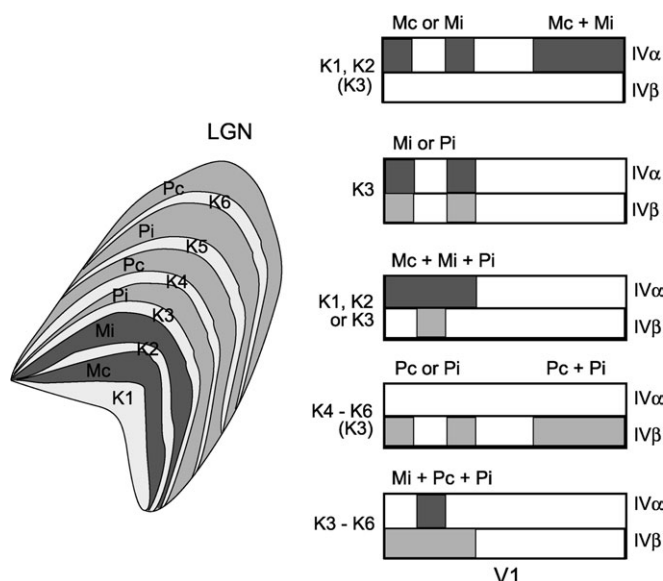 LGN
Pc
K6
Pi
K5
Pc
K4
Pi
K3
Mi
K2
Mc
K1
Mc or Mi Mc + Mi
K1, K2
(K3)
IVα
IVβ
Mi or Pi
K3
IVα
IVβ
Mc + Mi + Pi
K1, K2
or K3
IVα
IVβ
Pc or Pi Pc + Pi
K4 - K6
(K3)
IVα
IVβ
Mi + Pc + Pi
K3 - K6
IVα
IVβ
V1